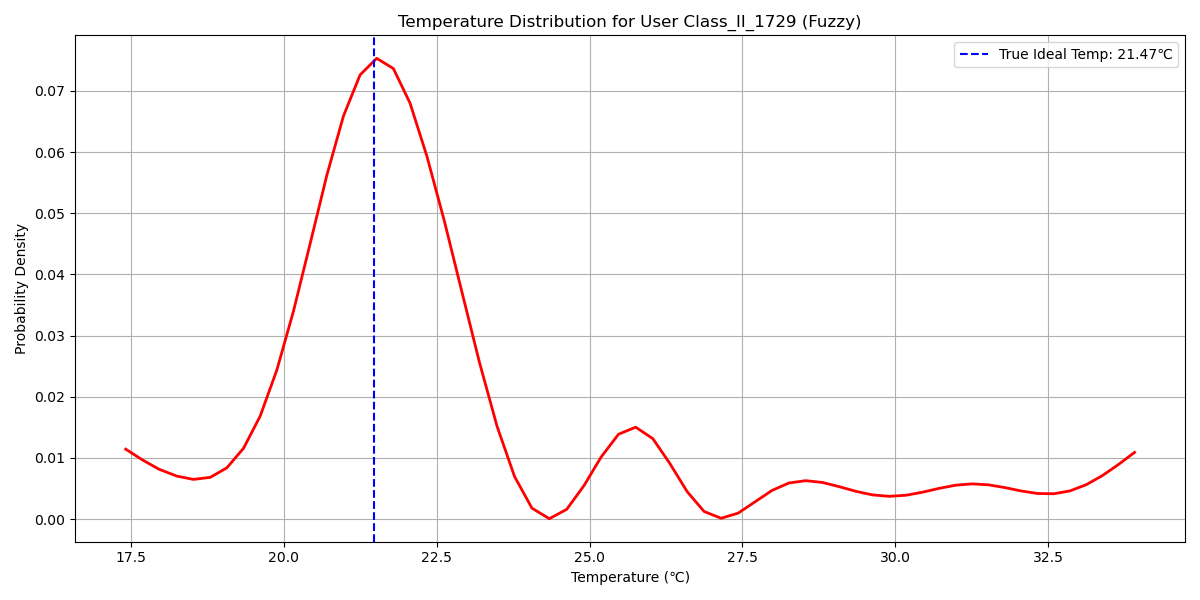 Temperature Distribution for User Class_II_1729 (Fuzzy)
True Ideal Temp: 21.47℃
Probability Density
0.07
0.06
0.05
0.04
0.03
0.02
0.01
0.00
17.5 20.0 22.5 25.0 27.5 30.0 32.5
Temperature (℃)